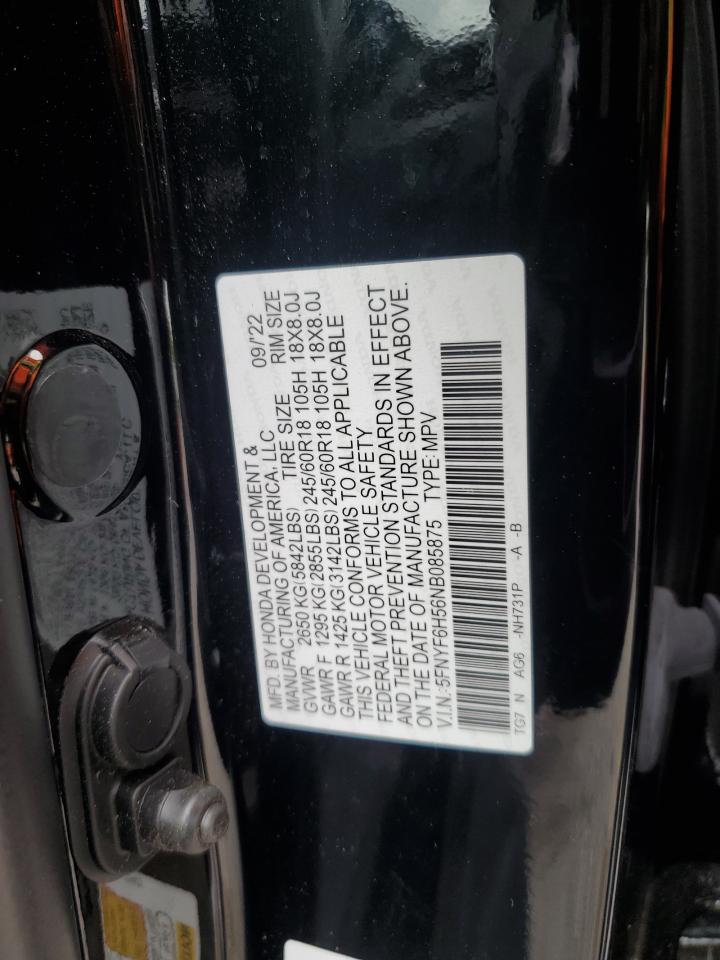 MFD. BY HONDA DEVELOPMENT &
MANUFACTURING OF AMERICA, LLC 09/'22
GVWR 2650 KG(5842LBS) TIRE SIZE RIM SIZE
GAWR F 1295 KG(2855LBS) 245/60R18 105H 18X8.0J
GAWR R 1425 KG(3142LBS) 245/60R18 105H 18X8.0J
THIS VEHICLE CONFORMS TO ALL APPLICABLE
FEDERAL MOTOR VEHICLE SAFETY
AND THEFT PREVENTION STANDARDS IN EFFECT
ON THE DATE OF MANUFACTURE SHOWN ABOVE.
V.I.N.:5FNYF6H56NB085875 TYPE: MPV
TG7 N AG6 -NH731P -A -B